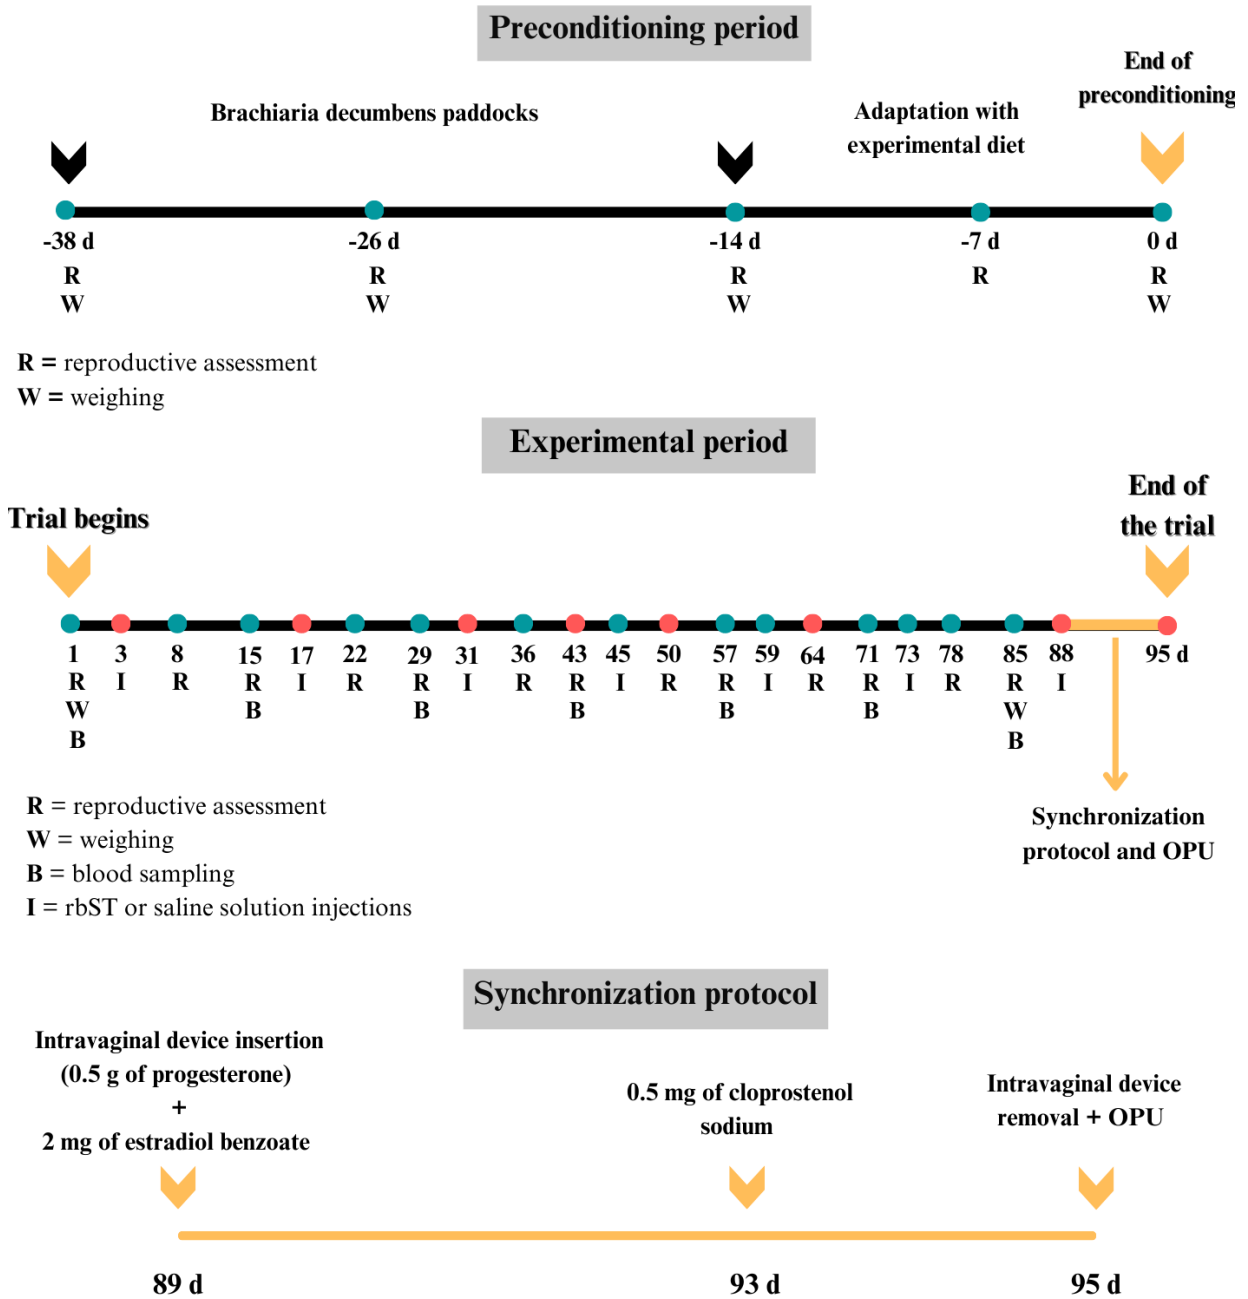 Preconditioning period
End of
preconditioning
Brachiaria decumbens paddocks
Adaptation with
experimental diet
-38 d -26 d -14 d -7 d 0 d
R R R R R
W W W W
R = reproductive assessment
W = weighing
Experimental period
Trial begins
End of
the trial
1 3 8 15 17 22 29 31 36 43 45 50 57 59 64 71 73 78 85 88 95 d
R I R R I R R I R R I R R I R R I R R I
W B B B B B W
B B
R = reproductive assessment
W = weighing
B = blood sampling
I = rbST or saline solution injections
Synchronization
protocol and OPU
Synchronization protocol
Intravaginal device insertion
(0.5 g of progesterone)
+
2 mg of estradiol benzoate
0.5 mg of cloprostenol
sodium
Intravaginal device
removal + OPU
89 d 93 d 95 d